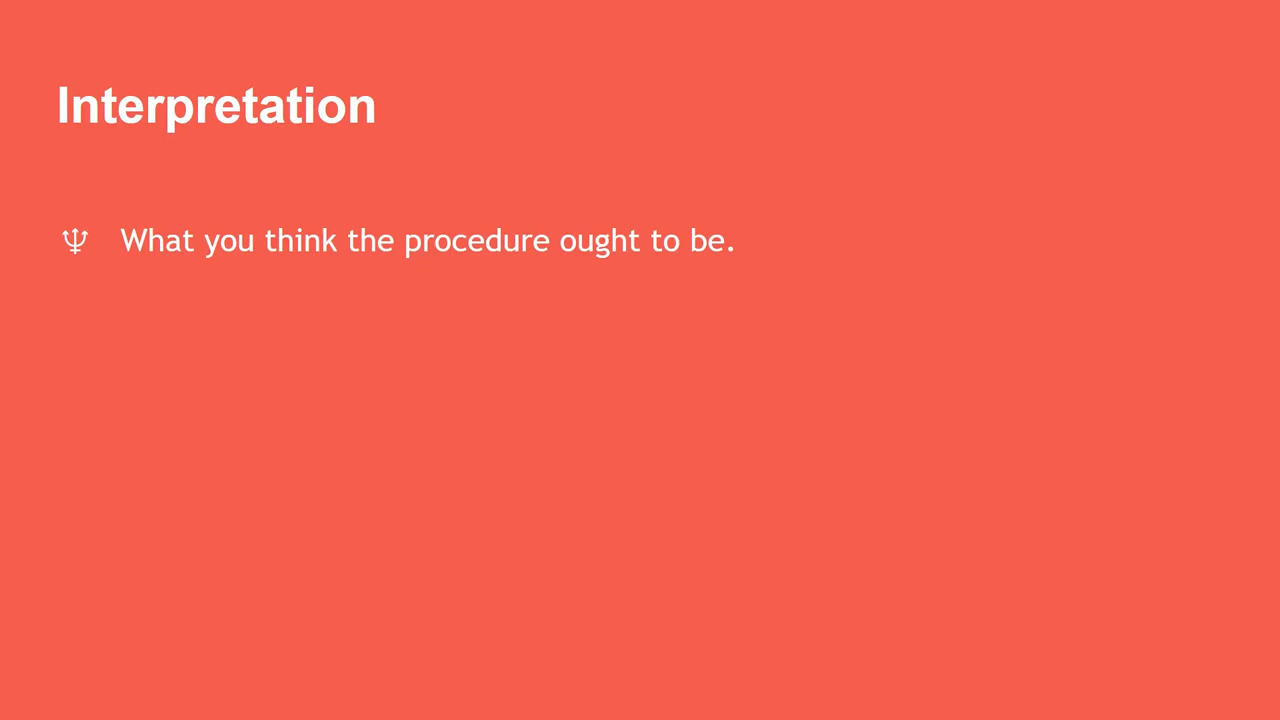 Interpretation
♆ What you think the procedure ought to be.